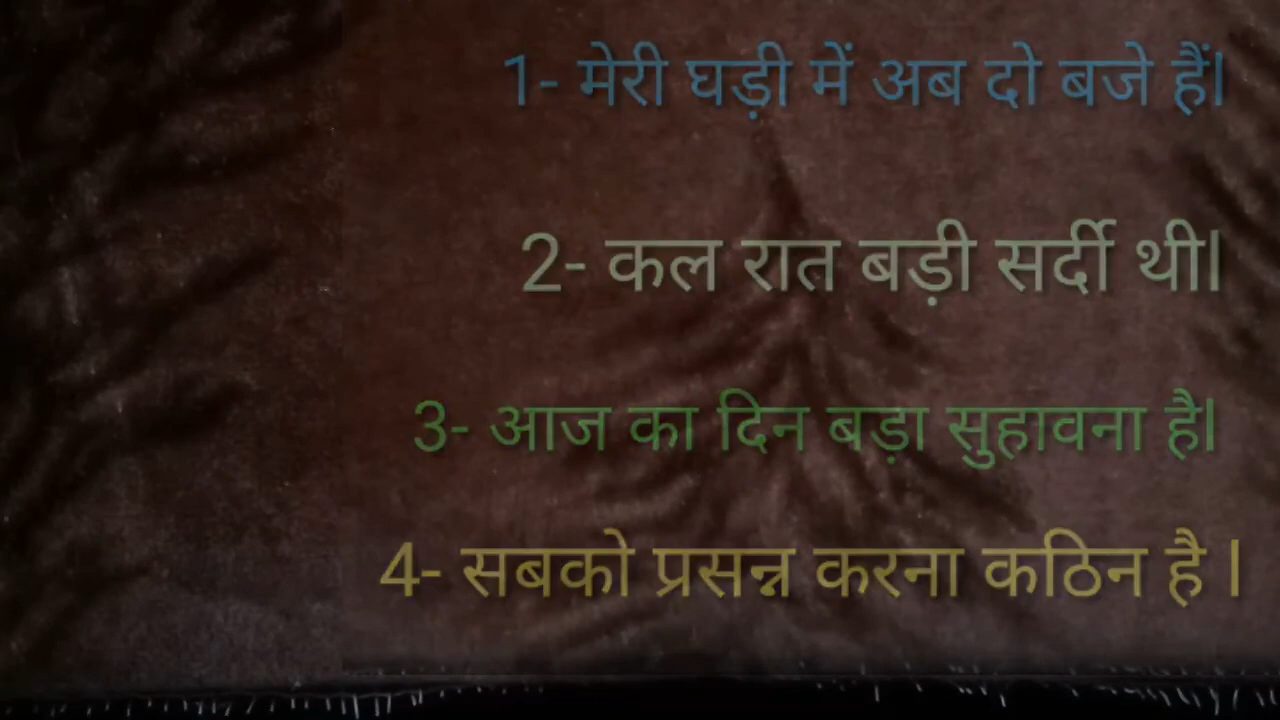 1- मेरी घड़ी में अब दो बजे हैं।
2- कल रात बड़ी सर्दी थी।
3- आज का दिन बड़ा सुहावना है।
4- सबको प्रसन्न करना कठिन है ।